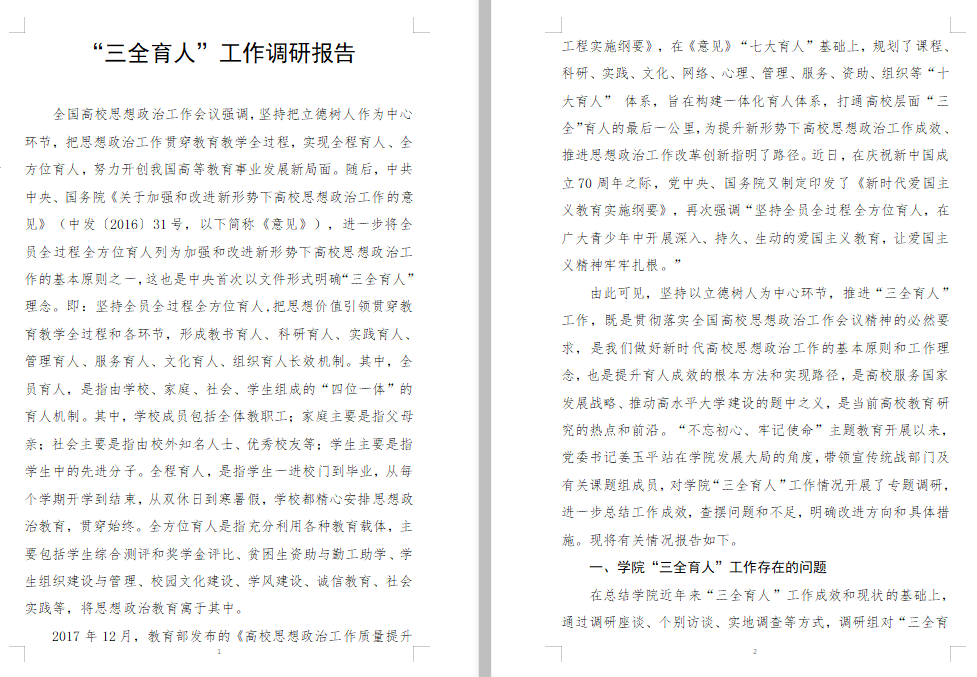 “三全育人”工作调研报告
全国高校思想政治工作会议强调,坚持把立德树人作为中心
环节，把思想政治工作贯穿教育教学全过程，实现全程育人、全
方位育人，努力开创我国高等教育事业发展新局面。随后，中共
中央、国务院《关于加强和改进新形势下高校思想政治工作的意
见》（中发〔2016〕31号，以下简称《意见》），进一步将全
员全过程全方位育人列为加强和改进新形势下高校思想政治工
作的基本原则之一,这也是中央首次以文件形式明确“三全育人”
理念。即：坚持全员全过程全方位育人,把思想价值引领贯穿教
育教学全过程和各环节，形成教书育人、科研育人、实践育人、
管理育人、服务育人、文化育人、组织育人长效机制。其中，全
员育人，是指由学校、家庭、社会、学生组成的“四位一体”的
育人机制。其中,学校成员包括全体教职工；家庭主要是指父母
亲；社会主要是指由校外知名人士、优秀校友等；学生主要是指
学生中的先进分子。全程育人，是指学生一进校门到毕业，从每
个学期开学到结束，从双休日到寒暑假，学校都精心安排思想政
治教育，贯穿始终。全方位育人是指充分利用各种教育载体，主
要包括学生综合测评和奖学金评比、贫困生资助与勤工助学、学
生组织建设与管理、校园文化建设、学风建设、诚信教育、社会
实践等，将思想政治教育寓于其中。
2017 年 12 月，教育部发布的《高校思想政治工作质量提升
1
工程实施纲要》，在《意见》“七大育人”基础上，规划了课程、
科研、实践、文化、网络、心理、管理、服务、资助、组织等“十
大育人” 体系，旨在构建一体化育人体系，打通高校层面“三
全”育人的最后一公里,为提升新形势下高校思想政治工作成效、
推进思想政治工作改革创新指明了路径。近日，在庆祝新中国成
立 70 周年之际，党中央、国务院又制定印发了《新时代爱国主
义教育实施纲要》，再次强调“坚持全员全过程全方位育人，在
广大青少年中开展深入、持久、生动的爱国主义教育，让爱国主
义精神牢牢扎根。”
由此可见，坚持以立德树人为中心环节，推进“三全育人”
工作，既是贯彻落实全国高校思想政治工作会议精神的必然要
求，是我们做好新时代高校思想政治工作的基本原则和工作理
念，也是提升育人成效的根本方法和实现路径，是高校服务国家
发展战略、推动高水平大学建设的题中之义，是当前高校教育研
究的热点和前沿。“不忘初心、牢记使命”主题教育开展以来，
党委书记姜玉平站在学院发展大局的角度,带领宣传统战部门及
有关课题组成员，对学院“三全育人”工作情况开展了专题调研，
进一步总结工作成效，查摆问题和不足，明确改进方向和具体措
施。现将有关情况报告如下。
一、学院“三全育人”工作存在的问题
在总结学院近年来“三全育人”工作成效和现状的基础上，
通过调研座谈、个别访谈、实地调查等方式，调研组对“三全育
2